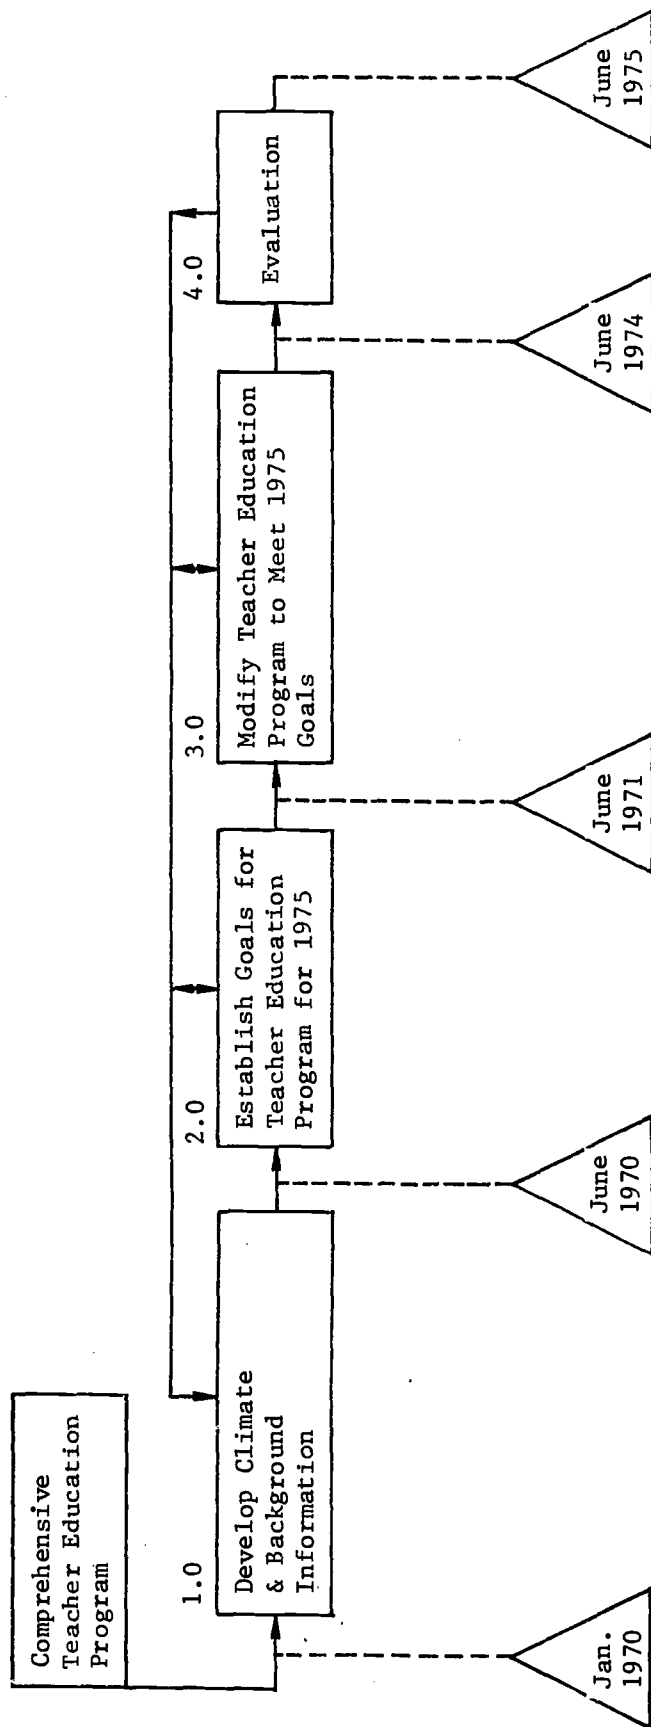 Comprehensive
Teacher Education
Program
1.0
Develop Climate
& Background
Information
2.0
Establish Goals for
Teacher Education
Program for 1975
3.0
Modify Teacher Education
Program to Meet 1975
Goals
4.0
Evaluation
Jan.
1970
June
1970
June
1971
June
1974
June
1975